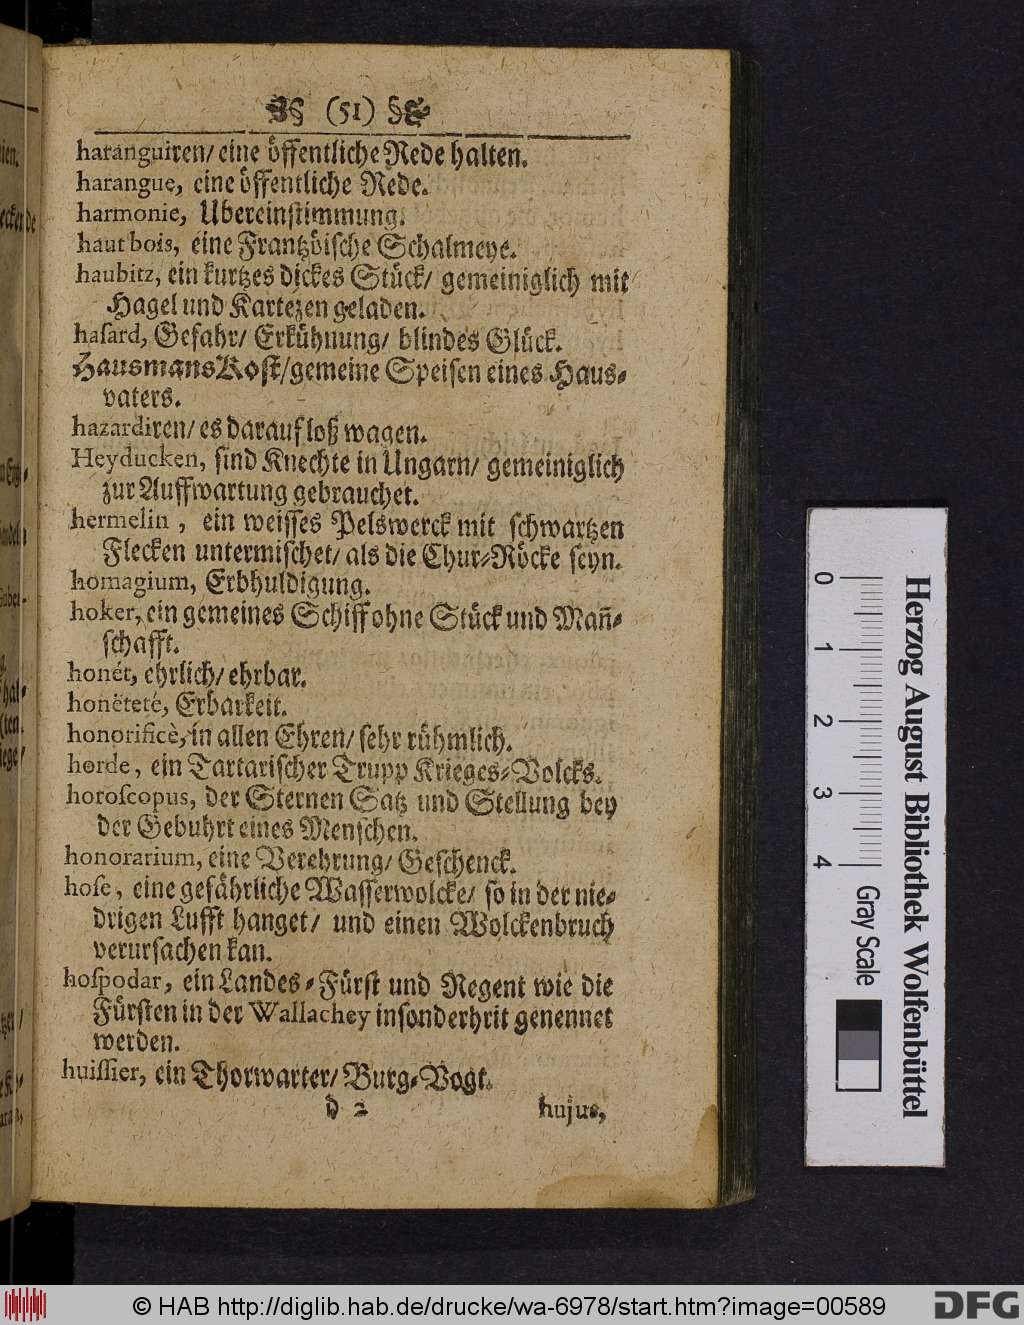 (51)
haranguiren/ eine öffentliche Rede halten.
harangue, eine öffentliche Rede.
harmonie, Ubereinstimmung.
hautbois, eine Frantzöische Schalmeye.
haubitz, ein kurtzes dickes Stück/ gemeiniglich mit
Hagel und Kartezen geladen.
hasard, Gefahr/ Erkühnung/ blindes Glück.
HausmansKost/gemeine Speisen eines Haus-
vaters.
hazardiren/ es darauf loß wagen.
Heyducken, sind Knechte in Ungarn/ gemeiniglich
zur Auffwartung gebrauchet.
hermelin, ein weisses Pelswerck mit schwartzen
Flecken untermischet/ als die Chur-Röcke seyn.
homagium, Erbhuldigung.
hoker, ein gemeines Schiff ohne Stück und Mañ-
schafft.
honét, ehrlich/ ehrbar.
honëteté, Erbarkeit.
honorificè, in allen Ehren/ sehr rühmlich.
horde, ein Tartarischer Trupp Krieges-Volcks.
horoscopus, der Sternen Satz und Stellung bey
der Gebuhrt eines Menschen.
honorarium, eine Verehrung/ Geschenck.
hose, eine gefährliche Wasserwolcke/ so in der nie-
drigen Lufft hanget/ und einen Wolckenbruch
verursachen kan.
hospodar, ein Landes-Fürst und Regent wie die
Fürsten in der Wallachey insonderhrit genennet
werden.
huissier, ein Thorwarter/ Burg-Vogt.
d 2 hujus,
0 1 2 3 4
Herzog August Bibliothek Wolfenbüttel
Gray Scale
© HAB http://diglib.hab.de/drucke/wa-6978/start.htm?image=00589
DFG